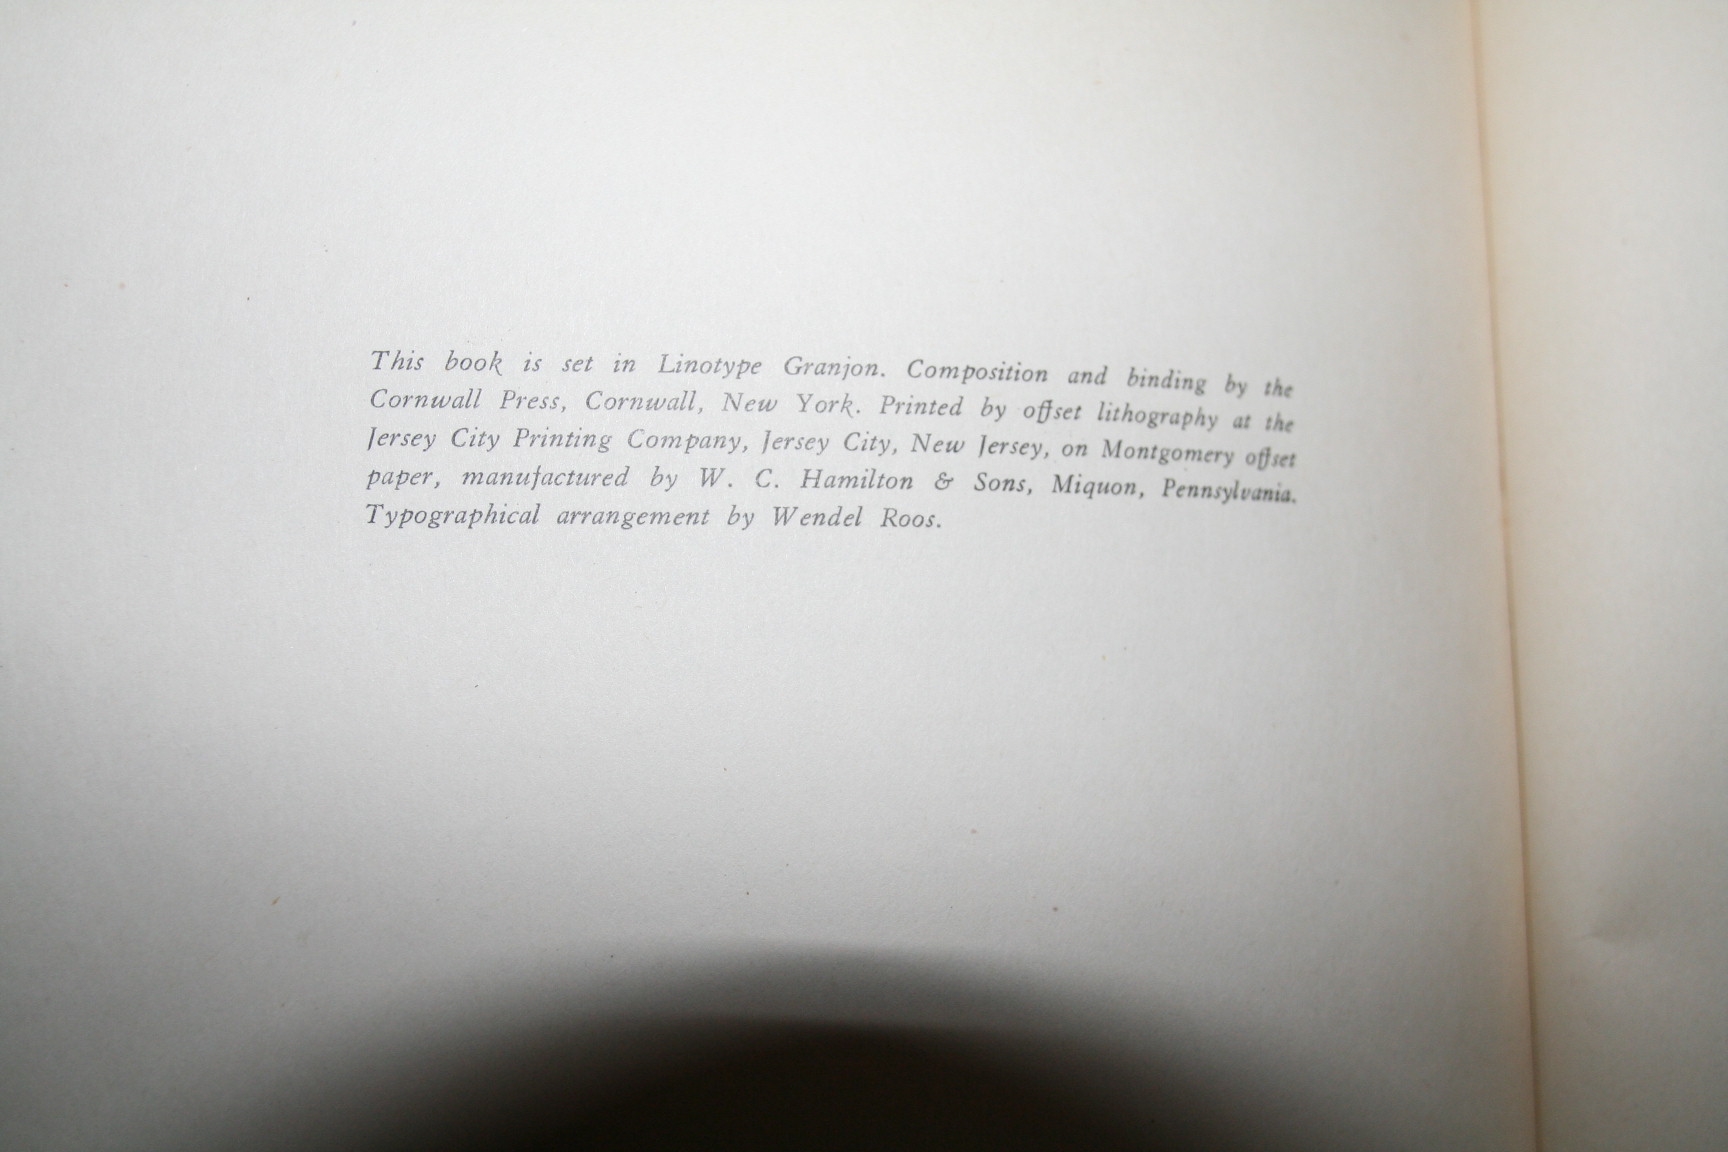 This book is set in Linotype Granjon. Composition and binding by the
Cornwall Press, Cornwall, New York. Printed by offset lithography at the
Jersey City Printing Company, Jersey City, New Jersey, on Montgomery offset
paper, manufactured by W. C. Hamilton & Sons, Miquon, Pennsylvania.
Typographical arrangement by Wendel Roos.